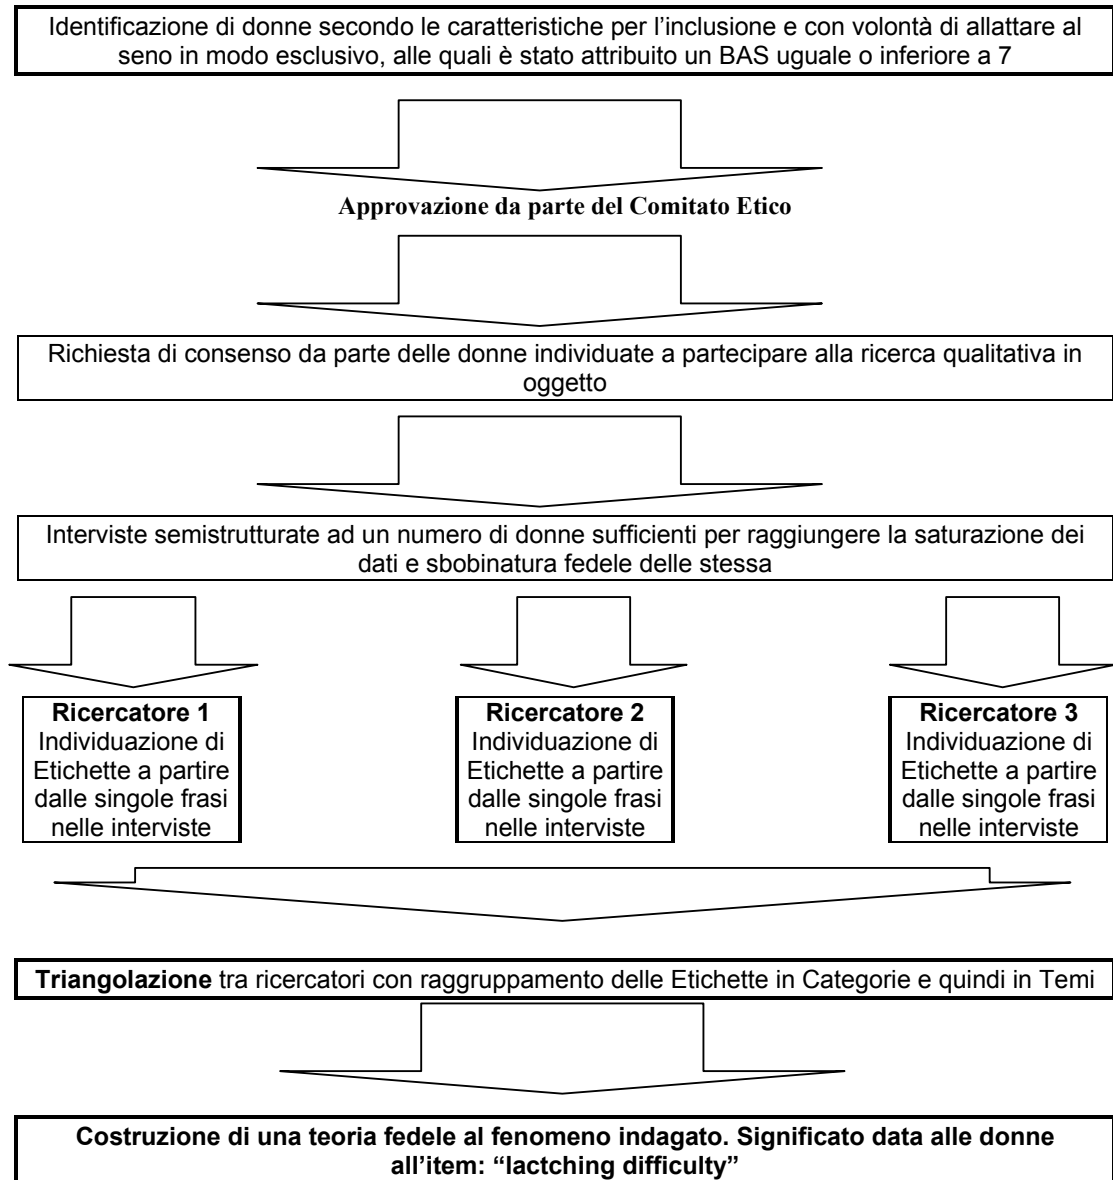 Identificazione di donne secondo le caratteristiche per l’inclusione e con volontà di allattare al
seno in modo esclusivo, alle quali è stato attribuito un BAS uguale o inferiore a 7
Approvazione da parte del Comitato Etico
Richiesta di consenso da parte delle donne individuate a partecipare alla ricerca qualitativa in
oggetto
Interviste semistrutturate ad un numero di donne sufficienti per raggiungere la saturazione dei
dati e sbobinatura fedele delle stessa
Ricercatore 1
Individuazione di
Etichette a partire
dalle singole frasi
nelle interviste
Ricercatore 2
Individuazione di
Etichette a partire
dalle singole frasi
nelle interviste
Ricercatore 3
Individuazione di
Etichette a partire
dalle singole frasi
nelle interviste
Triangolazione tra ricercatori con raggruppamento delle Etichette in Categorie e quindi in Temi
Costruzione di una teoria fedele al fenomeno indagato. Significato data alle donne
all’item: “lactching difficulty”